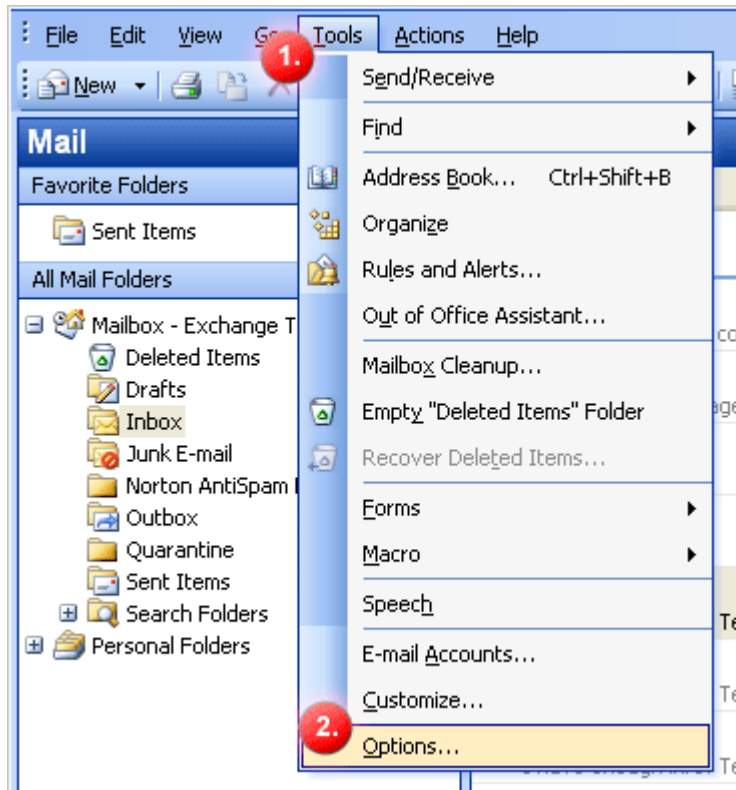 File Edit View Go Tools Actions Help
1.
New
Send/Receive
Find
Mail
Favorite Folders
Address Book... Ctrl+Shift+B
Sent Items
Organize
All Mail Folders
Rules and Alerts...
Out of Office Assistant...
Mailbox - Exchange T
Deleted Items
Mailbox Cleanup...
Drafts
Inbox
Empty "Deleted Items" Folder
Junk E-mail
Recover Deleted Items...
Norton AntiSpam
Outbox
Forms
Quarantine
Macro
Sent Items
Search Folders
Speech
Personal Folders
E-mail Accounts...
Customize...
2.
Options...